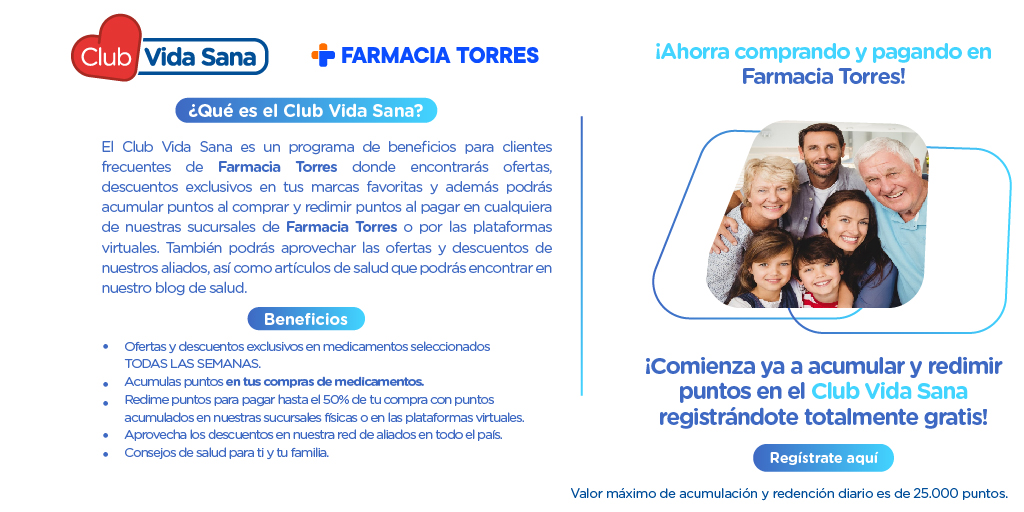 Club Vida Sana
FARMACIA TORRES
¿Qué es el Club Vida Sana?
El Club Vida Sana es un programa de beneficios para clientes
frecuentes de Farmacia Torres donde encontrarás ofertas,
descuentos exclusivos en tus marcas favoritas y además podrás
acumular puntos al comprar y redimir puntos al pagar en cualquiera
de nuestras sucursales de Farmacia Torres o por las plataformas
virtuales. También podrás aprovechar las ofertas y descuentos de
nuestros aliados, así como artículos de salud que podrás encontrar en
nuestro blog de salud.
Beneficios
• Ofertas y descuentos exclusivos en medicamentos seleccionados
TODAS LAS SEMANAS.
• Acumulas puntos en tus compras de medicamentos.
• Redime puntos para pagar hasta el 50% de tu compra con puntos
acumulados en nuestras sucursales físicas o en las plataformas virtuales.
• Aprovecha los descuentos en nuestra red de aliados en todo el país.
• Consejos de salud para ti y tu familia.
¡Ahorra comprando y pagando en
Farmacia Torres!
¡Comienza ya a acumular y redimir
puntos en el Club Vida Sana
registrándote totalmente gratis!
Regístrate aquí
Valor máximo de acumulación y redención diario es de 25.000 puntos.